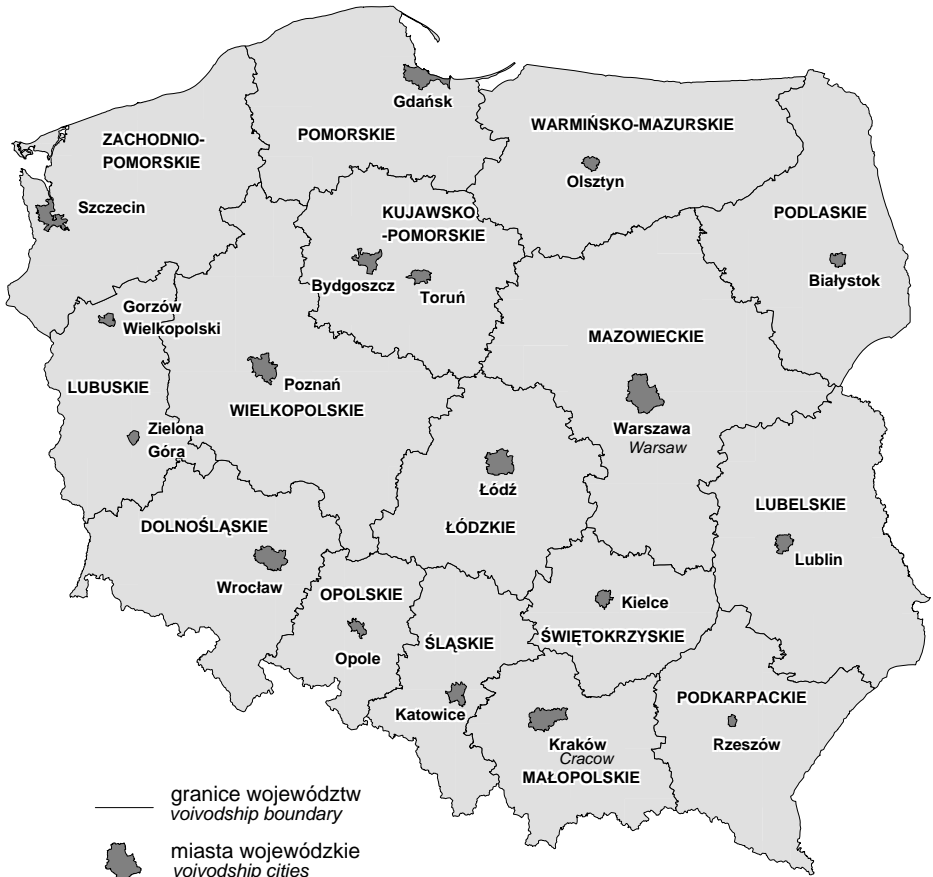 Gdańsk
POMORSKIE
WARMIŃSKO-MAZURSKIE
ZACHODNIO-
POMORSKIE
Olsztyn
Szczecin
KUJAWSKO
-POMORSKIE
PODLASKIE
Bydgoszcz
Toruń
Białystok
Gorzów
Wielkopolski
MAZOWIECKIE
LUBUSKIE
Poznań
WIELKOPOLSKIE
Zielona
Góra
Warszawa
Warsaw
Łódź
ŁÓDZKIE
LUBELSKIE
Lublin
DOLNOŚLĄSKIE
Wrocław
OPOLSKIE
Opole
ŚLĄSKIE
Katowice
Kielce
ŚWIĘTOKRZYSKIE
PODKARPACKIE
Rzeszów
Kraków
Cracow
MAŁOPOLSKIE
granice województw
voivodship boundary
miasta wojewódzkie
voivodship cities